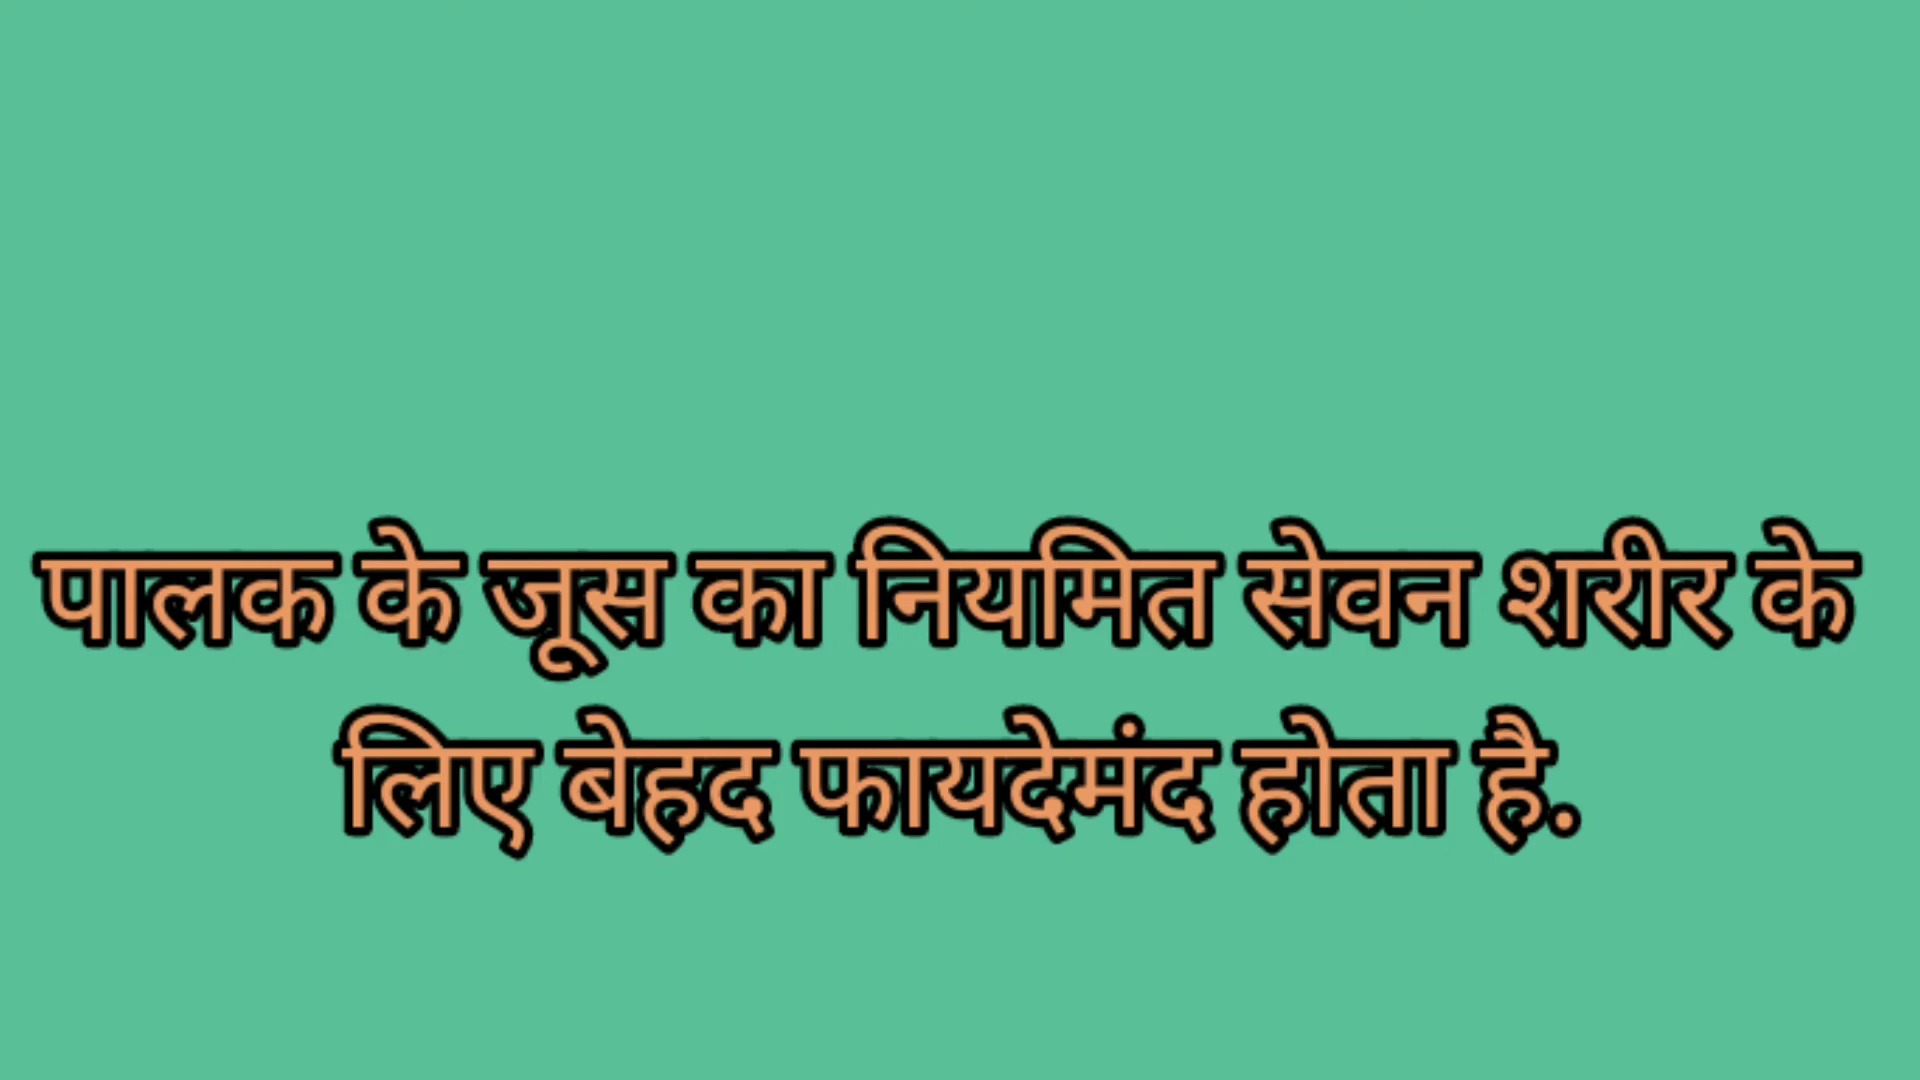 पालक के जूस का नियमित सेवन शरीर के
लिए बेहद फायदेमंद होता है.